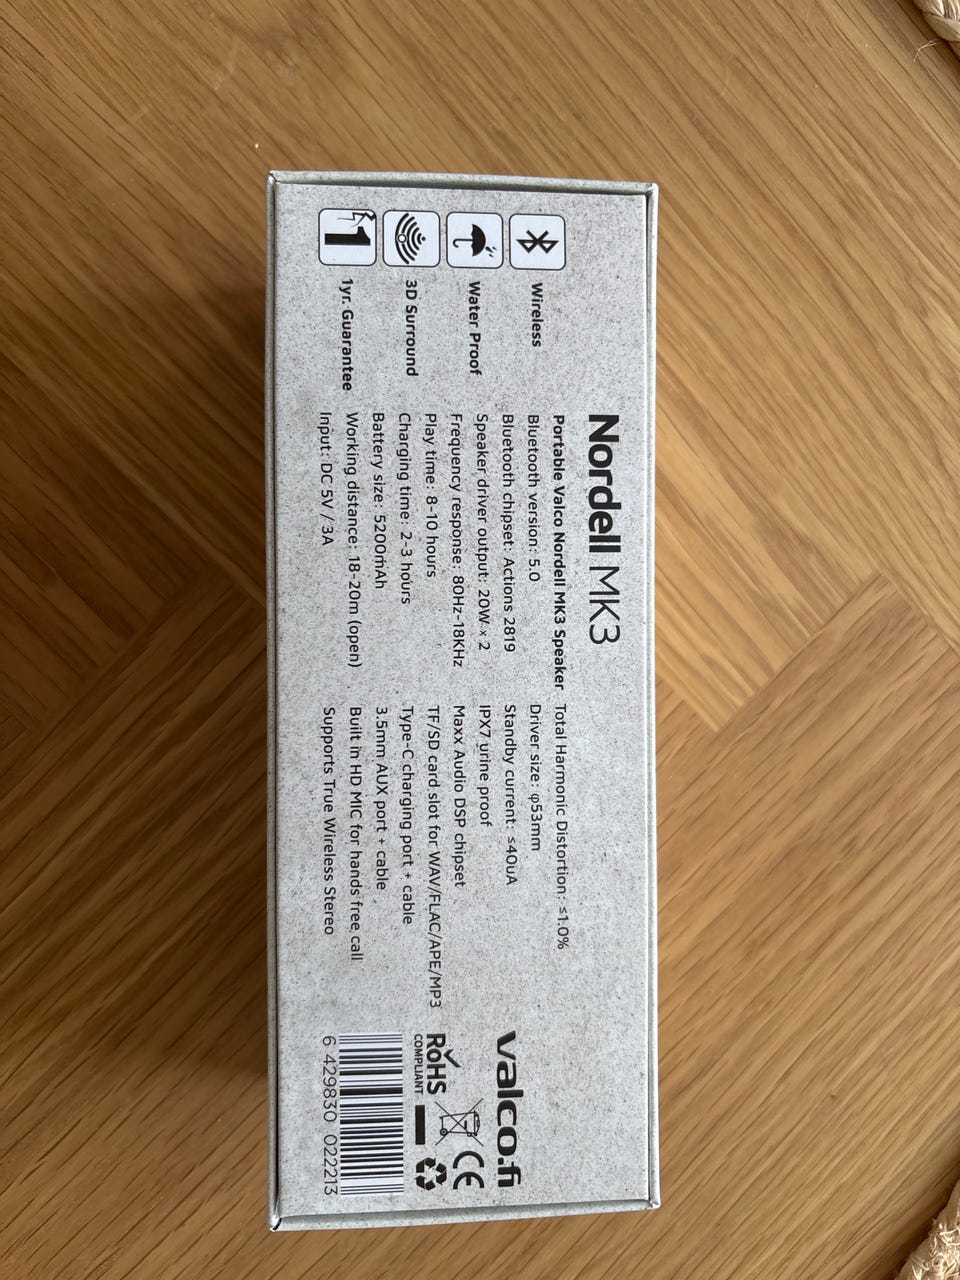 Wireless
Water Proof
3D Surround
1
1yr. Guarantee
Nordell MK3
Portable Valco Nordell MK3 Speaker
Bluetooth version: 5.0
Bluetooth chipset: Actions 2819
Speaker driver output: 20W x 2
Frequency response: 80Hz-18KHz
Play time: 8-10 hours
Charging time: 2-3 hours
Battery size: 5200mAh
Working distance: 18-20m (open)
Input: DC 5V / 3A
Total Harmonic Distortion: ≤1.0%
Driver size: φ53mm
Standby current: ≤40uA
IPX7 urine proof
Maxx Audio DSP chipset
TF/SD card slot for WAV/FLAC/APE/MP3
Type-C charging port + cable
3.5mm AUX port + cable
Built in HD MIC for hands free call
Supports True Wireless Stereo
valco.fi
CE
RoHS
COMPLIANT
6 429830 022213